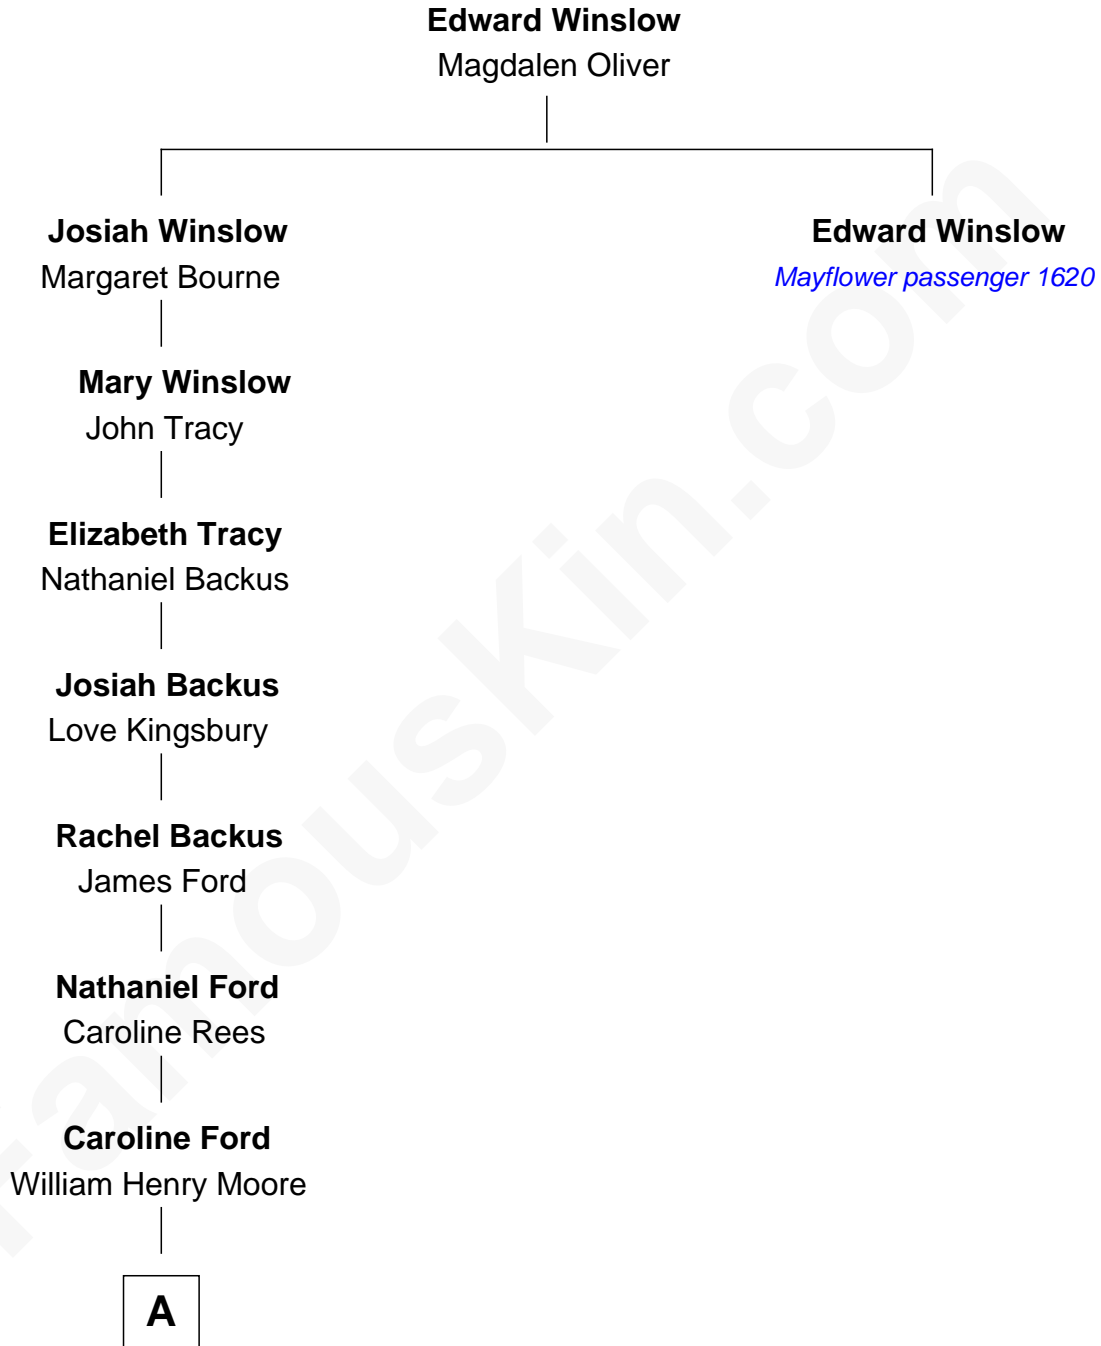 Edward Winslow
Magdalen Oliver
Josiah Winslow
Margaret Bourne
Edward Winslow
Mayflower passenger 1620
Mary Winslow
John Tracy
Elizabeth Tracy
Nathaniel Backus
Josiah Backus
Love Kingsbury
Rachel Backus
James Ford
Nathaniel Ford
Caroline Rees
Caroline Ford
William Henry Moore
A
FamousKin.com